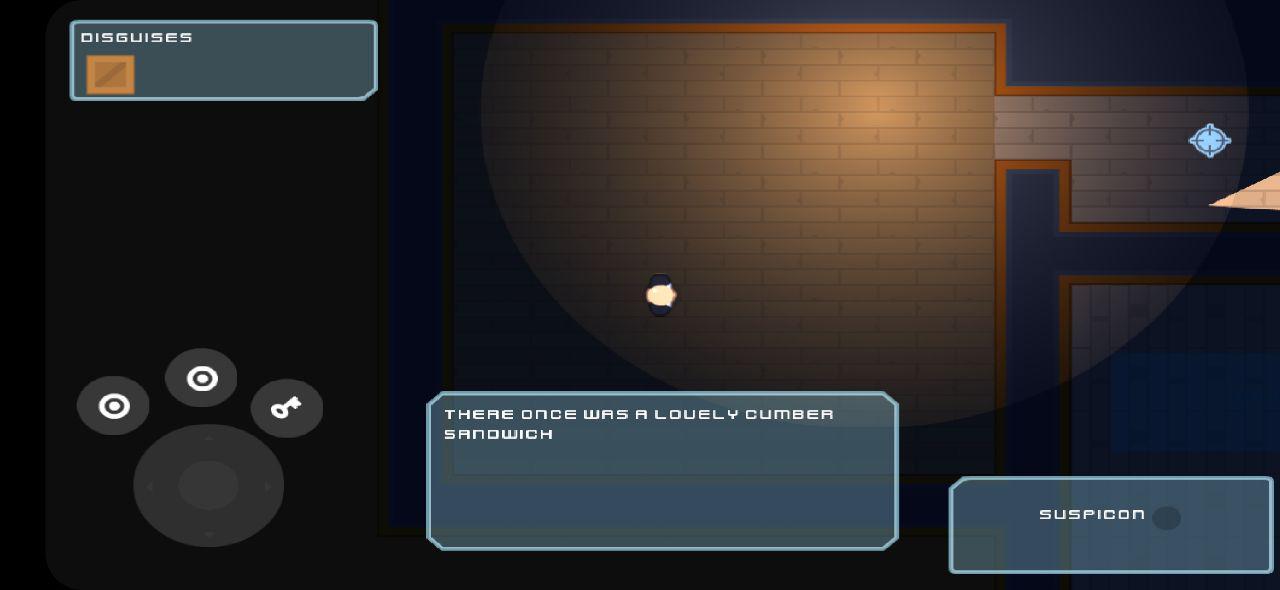 DISGUISES
THERE ONCE WAS A LOVELY CUMBER
SANDWICH
SUSPICON